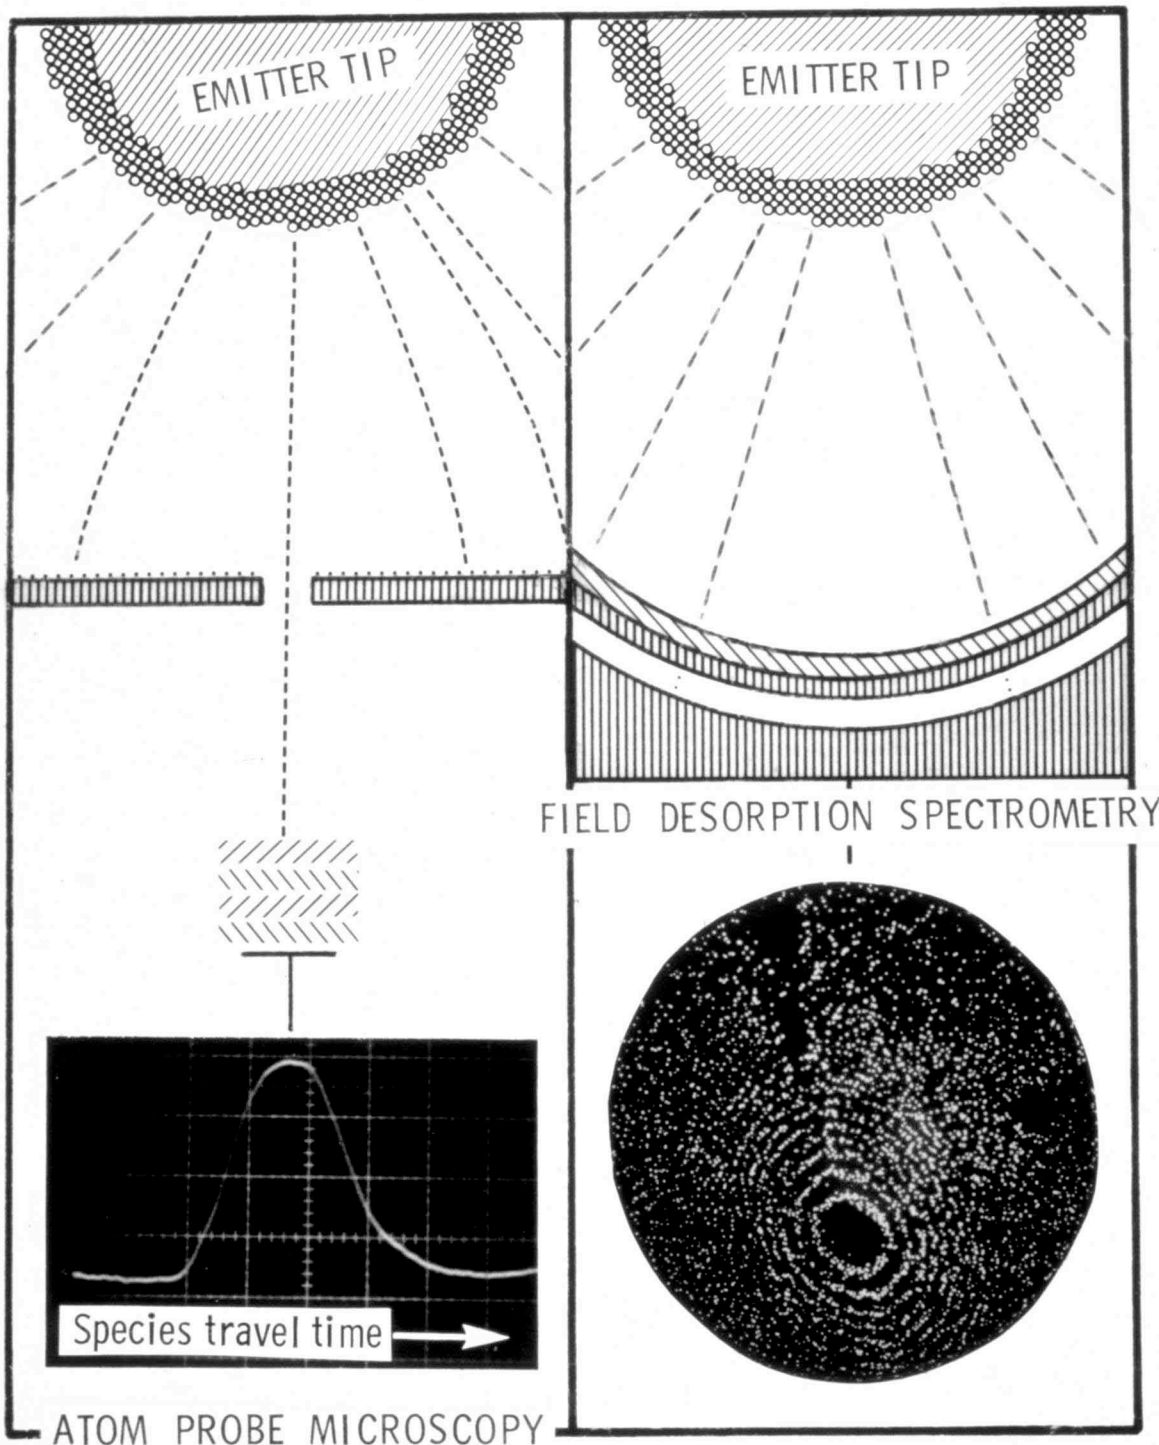 EMITTER TIP
EMITTER TIP
FIELD DESORPTION SPECTROMETRY
Species travel time
ATOM PROBE MICROSCOPY